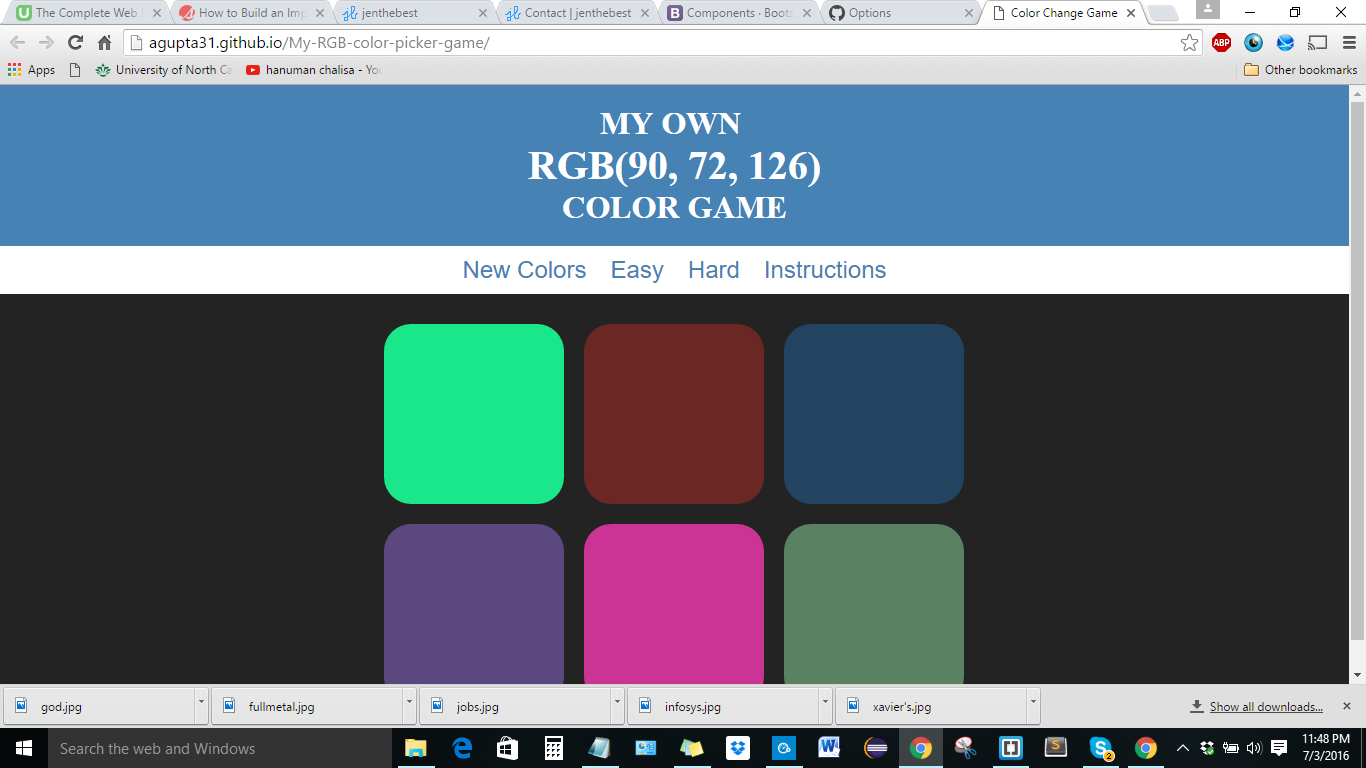 The Complete Web
How to Build an Imp
jenthebest
Contact | jenthebest
Components · Boots
Options
Color Change Game
agupta31.github.io/My-RGB-color-picker-game/
ABP
Apps
University of North Ca
hanuman chalisa - You
Other bookmarks
MY OWN
RGB(90, 72, 126)
COLOR GAME
New Colors Easy Hard Instructions
god.jpg
fullmetal.jpg
jobs.jpg
infosys.jpg
xavier's.jpg
Show all downloads...
Search the web and Windows
2
11:48 PM
7/3/2016